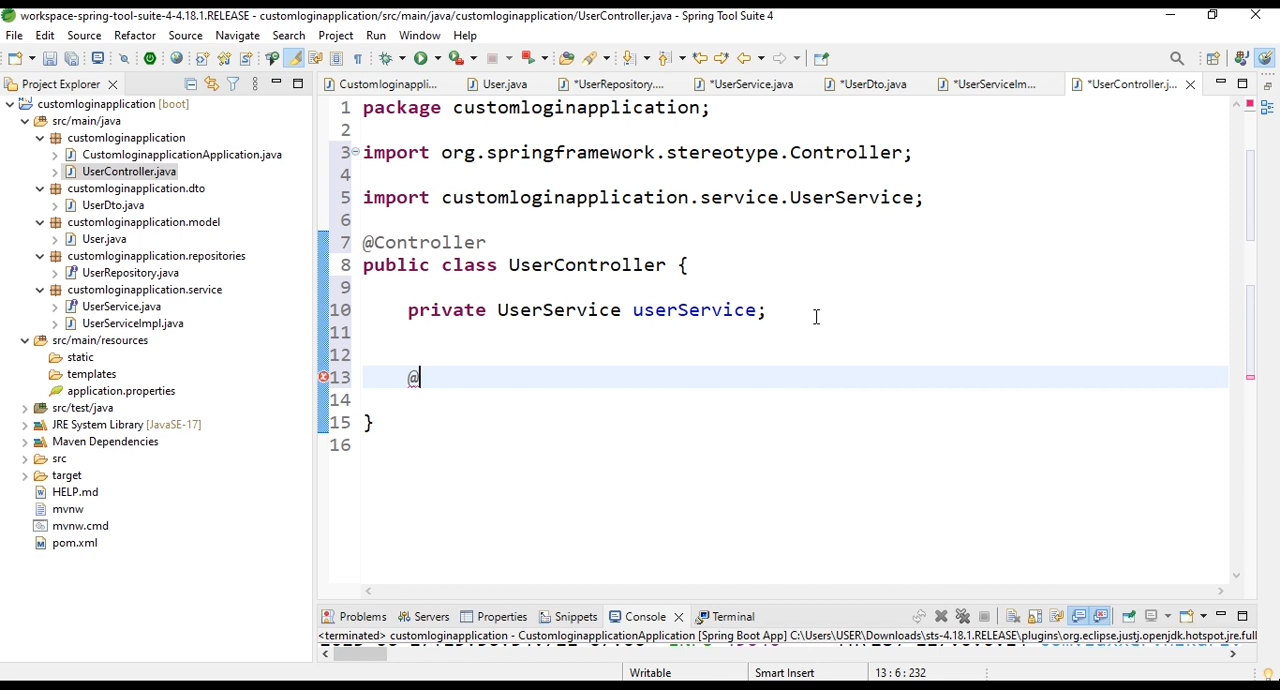 workspace-spring-tool-suite-4-4.18.1.RELEASE - customloginapplication/src/main/java/customloginapplication/UserController.java - Spring Tool Suite 4
File Edit Source Refactor Source Navigate Search Project Run Window Help
Project Explorer
customloginapplication [boot]
src/main/java
customloginapplication
CustomloginapplicationApplication.java
UserController.java
customloginapplication.dto
UserDto.java
customloginapplication.model
User.java
customloginapplication.repositories
UserRepository.java
customloginapplication.service
UserService.java
UserServiceImpl.java
src/main/resources
static
templates
application.properties
src/test/java
JRE System Library [JavaSE-17]
Maven Dependencies
src
target
HELP.md
mvnw
mvnw.cmd
pom.xml
Customloginappli... User.java *UserRepository.... *UserService.java *UserDto.java *UserServiceIm... *UserController.j...
1 package customloginapplication;
2
3 import org.springframework.stereotype.Controller;
4
5 import customloginapplication.service.UserService;
6
7 @Controller
8 public class UserController {
9
10 private UserService userService;
11
12
13 @
14
15 }
16
Problems Servers Properties Snippets Console Terminal
<terminated> customloginapplication - CustomloginapplicationApplication [Spring Boot App] C:\Users\USER\Downloads\sts-4.18.1.RELEASE\plugins\org.eclipse.justj.openjdk.hotspot.jre.full
Writable Smart Insert 13 : 6 : 232